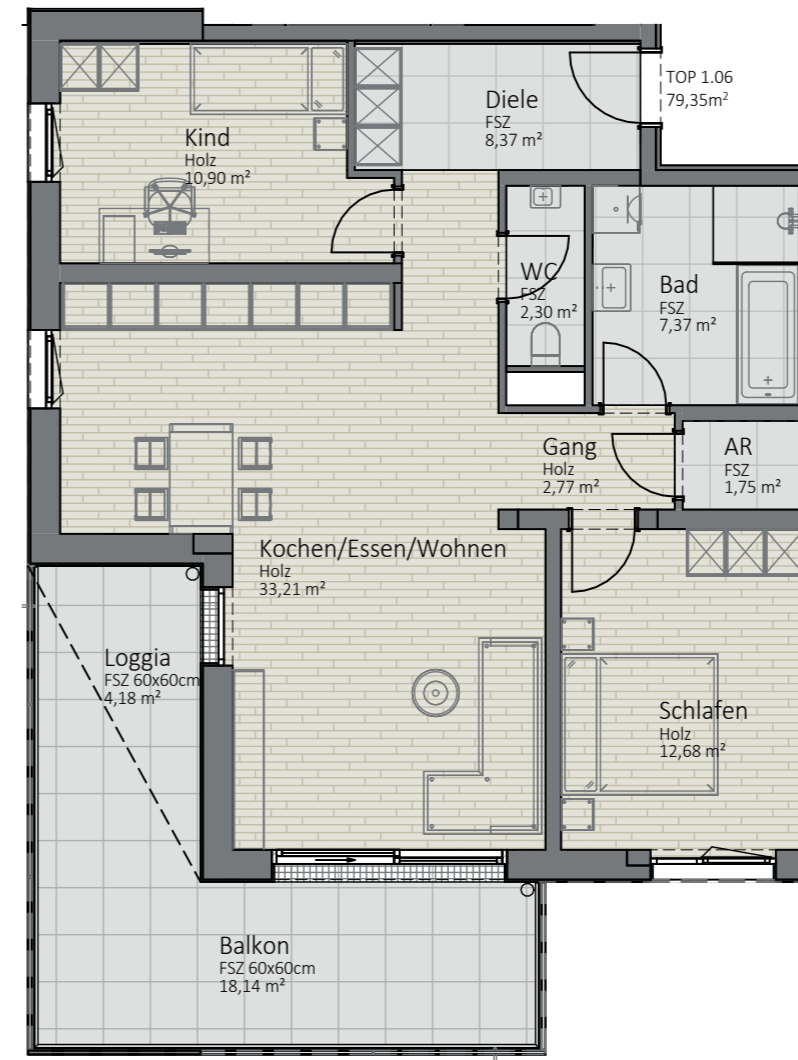 TOP 1.06
79,35m²
Diele
FSZ
8,37 m²
Kind
Holz
10,90 m²
WC
FSZ
2,30 m²
Bad
FSZ
7,37 m²
Gang
Holz
2,77 m²
AR
FSZ
1,75 m²
Kochen/Essen/Wohnen
Holz
33,21 m²
Loggia
FSZ 60x60cm
4,18 m²
Schlafen
Holz
12,68 m²
Balkon
FSZ 60x60cm
18,14 m²